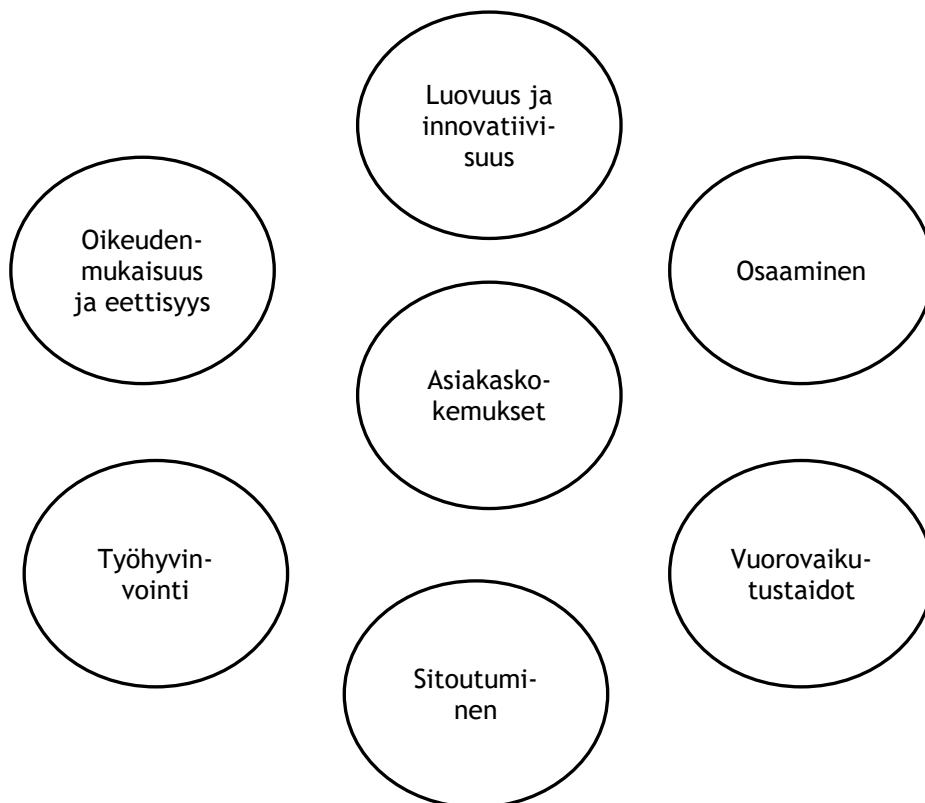 Luovuus ja
innovatiivi-
suus
Oikeuden-
mukaisuus
ja eettisyys
Osaaminen
Asiakasko-
kemukset
Työhyvin-
vointi
Vuorovaiku-
tustaidot
Sitoutumi-
nen